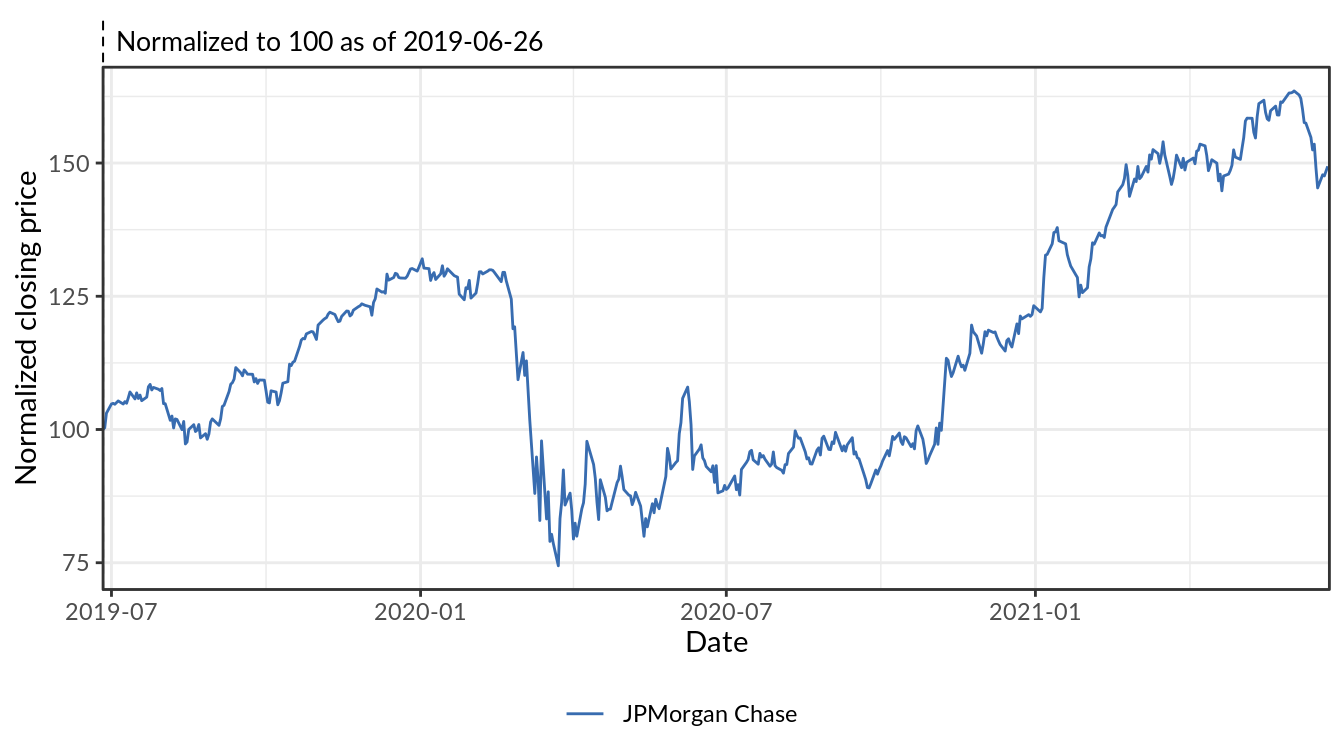 Normalized to 100 as of 2019-06-26
Normalized closing price
150
125
100
75
2019-07
2020-01
2020-07
2021-01
Date
JPMorgan Chase